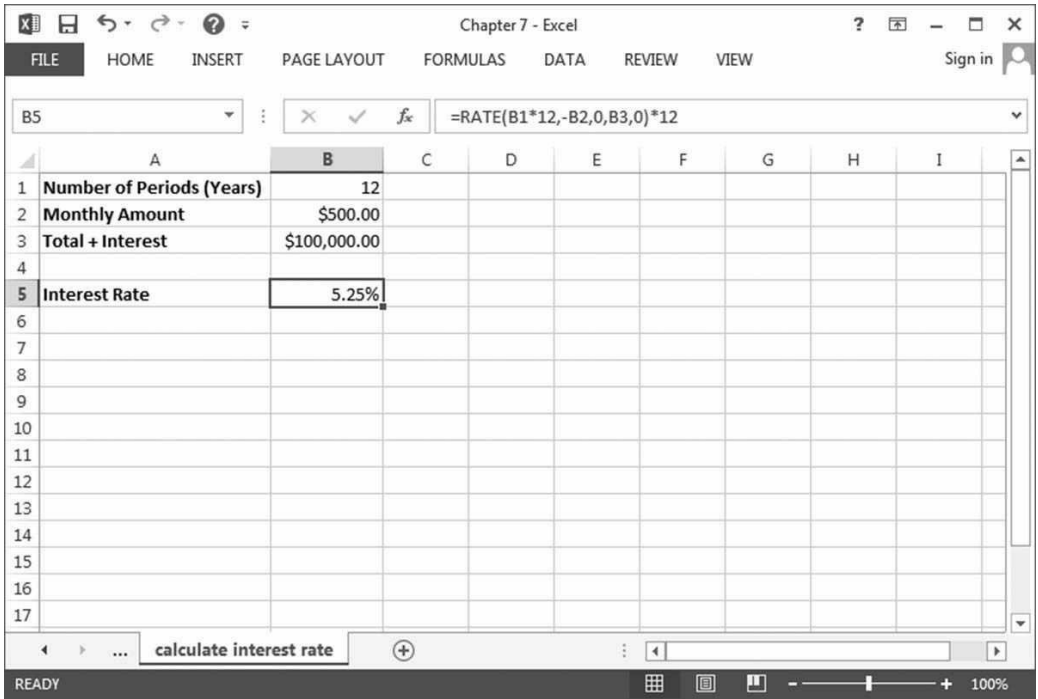 Chapter 7 - Excel
FILE HOME INSERT PAGE LAYOUT FORMULAS DATA REVIEW VIEW Sign in
B5 fx =RATE(B1*12,-B2,0,B3,0)*12
A B C D E F G H I
1 Number of Periods (Years) 12
2 Monthly Amount $500.00
3 Total + Interest $100,000.00
4
5 Interest Rate 5.25%
6
7
8
9
10
11
12
13
14
15
16
17
... calculate interest rate
READY 100%